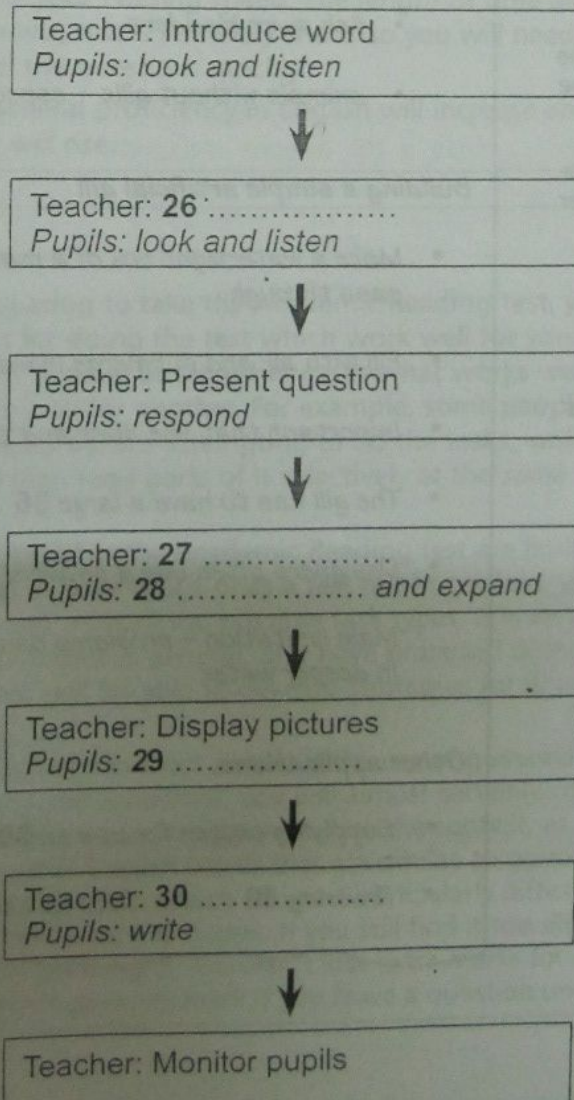 Teacher: Introduce word
Pupils: look and listen
Teacher: 26 ..................
Pupils: look and listen
Teacher: Present question
Pupils: respond
Teacher: 27 ..................
Pupils: 28 .................. and expand
Teacher: Display pictures
Pupils: 29 ..................
Teacher: 30 ..................
Pupils: write
Teacher: Monitor pupils